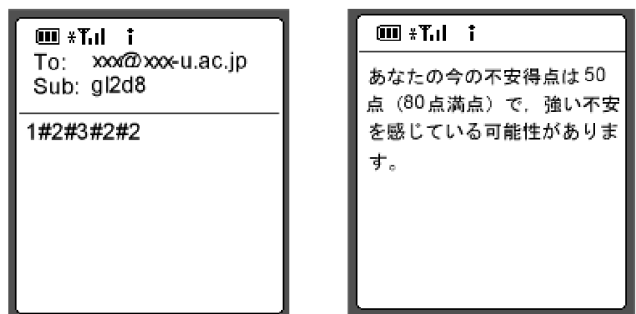 To: xxx@xxx-u.ac.jp
Sub: gl2d8
1#2#3#2#2
あなたの今の不安得点は50
点（80点満点）で，強い不安
を感じている可能性がありま
す。